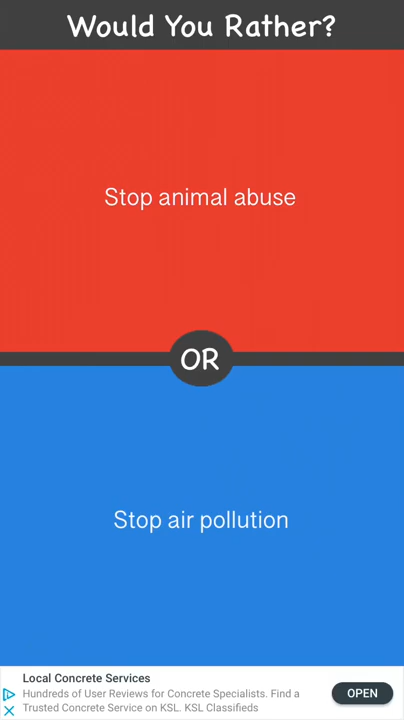 Would You Rather?
Stop animal abuse
OR
Stop air pollution
Local Concrete Services
Hundreds of User Reviews for Concrete Specialists. Find a
Trusted Concrete Service on KSL. KSL Classifieds
OPEN